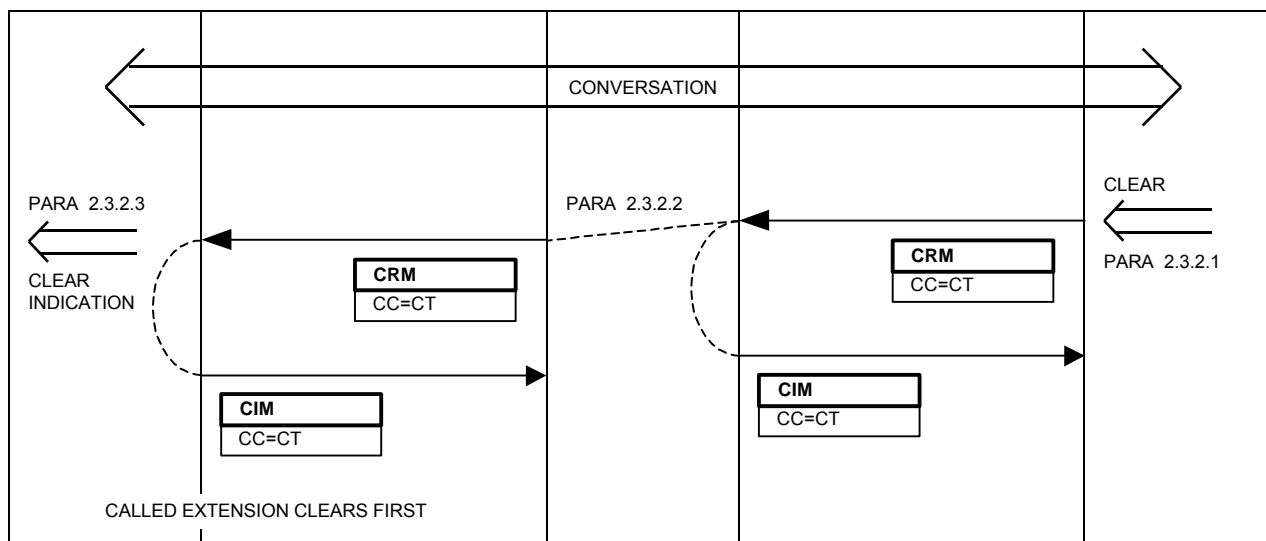 CONVERSATION
PARA 2.3.2.3
PARA 2.3.2.2
CLEAR
CLEAR
INDICATION
CRM
CC=CT
CRM
CC=CT
PARA 2.3.2.1
CIM
CC=CT
CIM
CC=CT
CALLED EXTENSION CLEARS FIRST